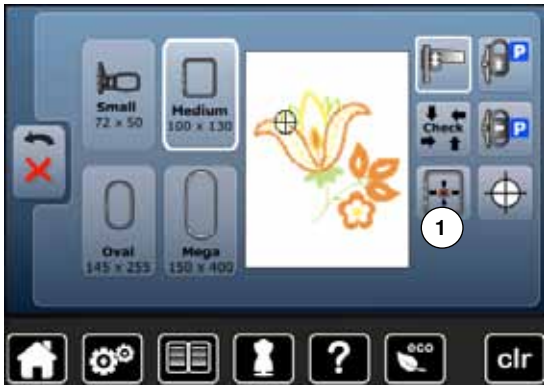 Small
72 x 50
Medium
100 x 130
P
Check
P
1
Oval
145 x 255
Mega
150 x 400
?
eco
clr